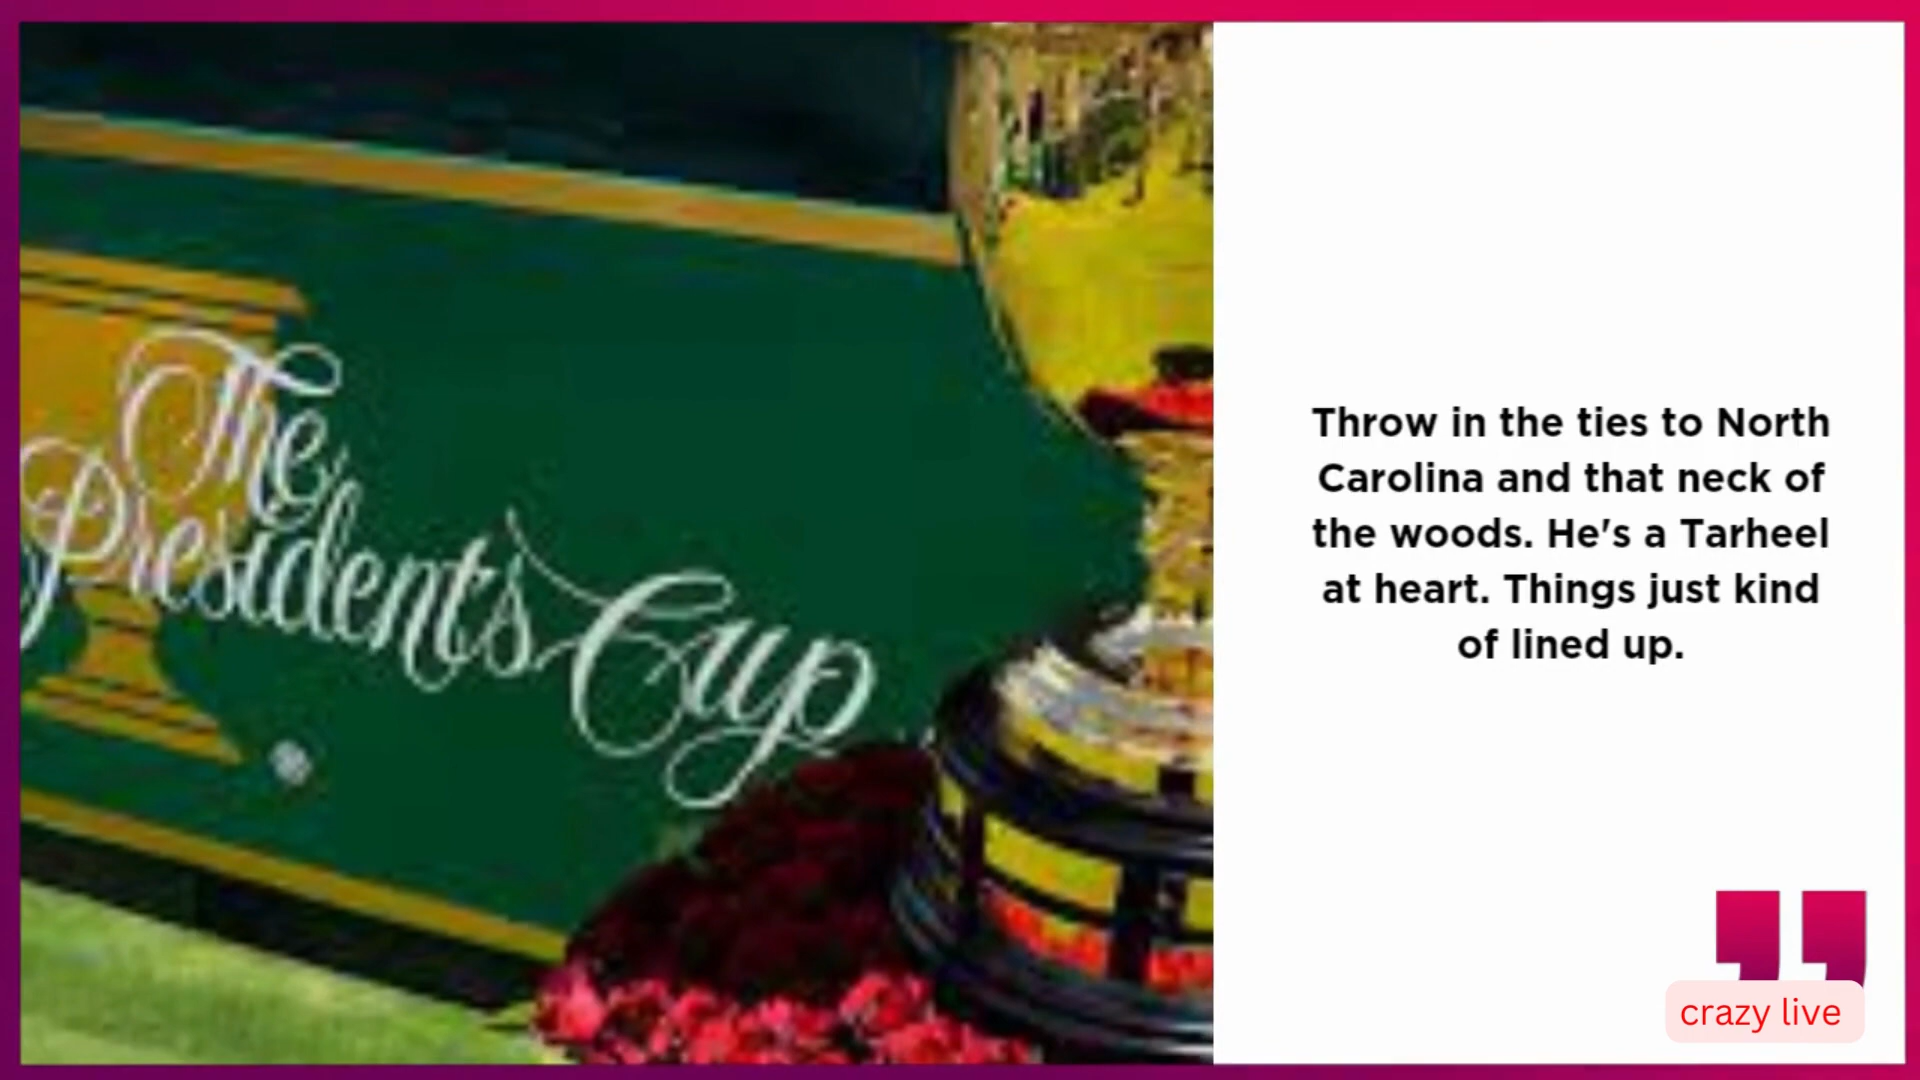 The
President's Cup
Throw in the ties to North
Carolina and that neck of
the woods. He's a Tarheel
at heart. Things just kind
of lined up.
crazy live